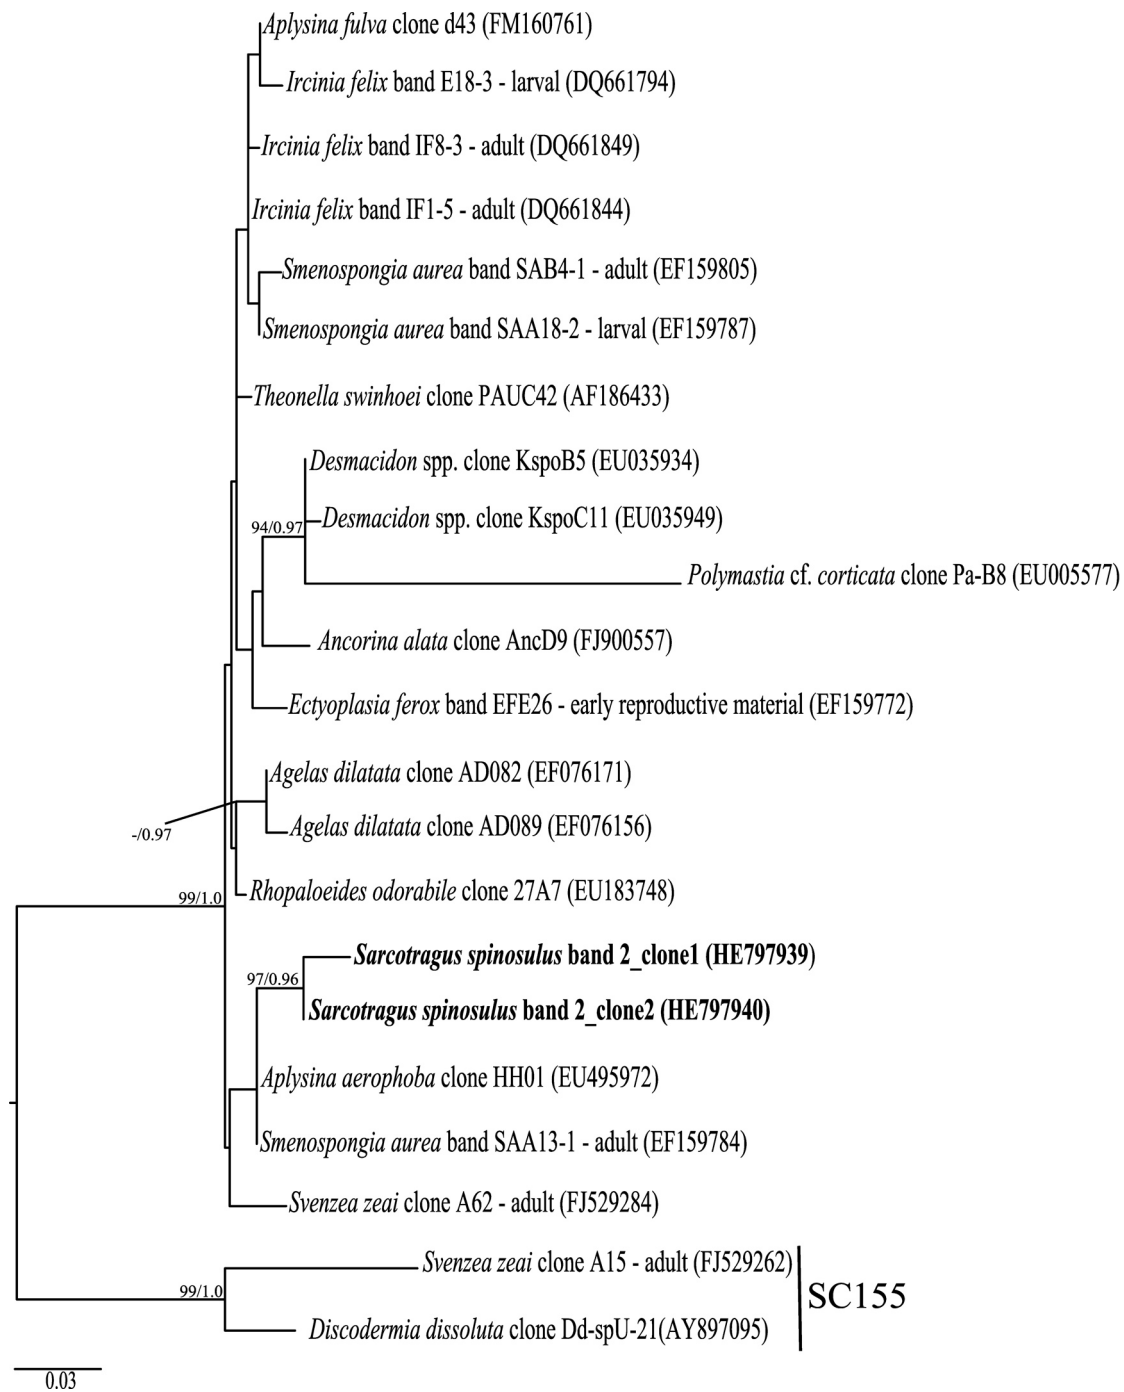 Aplysina fulva clone d43 (FM160761)
Ircinia felix band E18-3 - larval (DQ661794)
Ircinia felix band IF8-3 - adult (DQ661849)
Ircinia felix band IF1-5 - adult (DQ661844)
Smenospongia aurea band SAB4-1 - adult (EF159805)
Smenospongia aurea band SAA18-2 - larval (EF159787)
Theonella swinhoei clone PAUC42 (AF186433)
Desmacidon spp. clone KspoB5 (EU035934)
Desmacidon spp. clone KspoC11 (EU035949)
94/0.97
Polymastia cf. corticata clone Pa-B8 (EU005577)
Ancorina alata clone AncD9 (FJ900557)
Ectyoplasia ferox band EFE26 - early reproductive material (EF159772)
Agelas dilatata clone AD082 (EF076171)
Agelas dilatata clone AD089 (EF076156)
-/0.97
Rhopaloeides odorabile clone 27A7 (EU183748)
99/1.0
Sarcotragus spinosulus band 2_clone1 (HE797939)
97/0.96
Sarcotragus spinosulus band 2_clone2 (HE797940)
Aplysina aerophoba clone HH01 (EU495972)
Smenospongia aurea band SAA13-1 - adult (EF159784)
Svenzea zeai clone A62 - adult (FJ529284)
Svenzea zeai clone A15 - adult (FJ529262)
99/1.0
SC155
Discodermia dissoluta clone Dd-spU-21(AY897095)
0.03